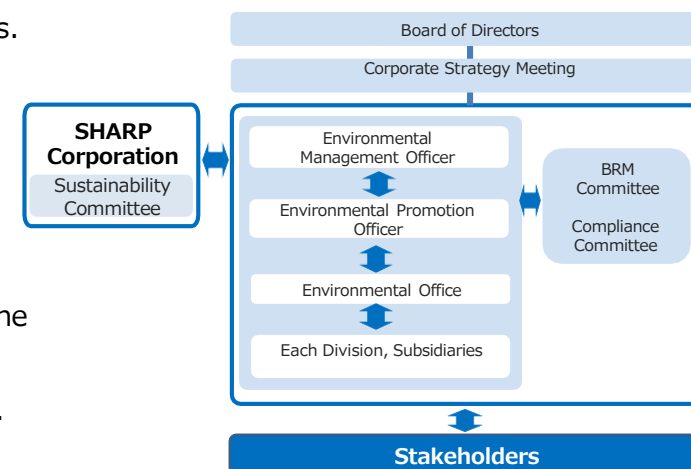 s.
Board of Directors
Corporate Strategy Meeting
SHARP
Corporation
Sustainability
Committee
Environmental
Management Officer
Environmental Promotion
Officer
Environmental Office
Each Division, Subsidiaries
BRM
Committee
Compliance
Committee
ne
.
Stakeholders